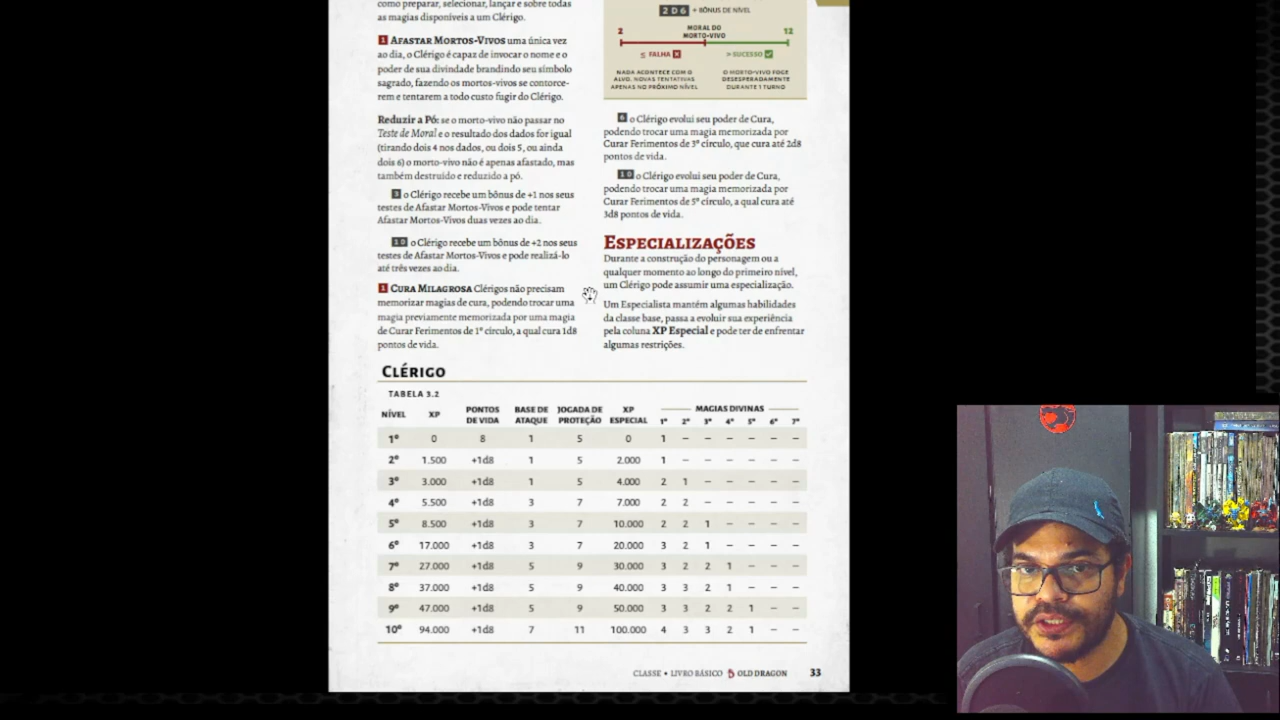 como preparar, selecionar, lançar e sobre todas
as magias disponíveis a um Clérigo.
1 AFASTAR MORTOS-VIVOS uma única vez
ao dia, o Clérigo é capaz de invocar o nome e o
poder de sua divindade brandindo seu símbolo
sagrado, fazendo os mortos-vivos se contorce-
rem e tentarem a todo custo fugir do Clérigo.
Reduzir a Pó: se o morto-vivo não passar no
Teste de Moral e o resultado dos dados for igual
(tirando dois 4 nos dados, ou dois 5, ou ainda
dois 6) o morto-vivo não é apenas afastado, mas
também destruído e reduzido a pó.
3 o Clérigo recebe um bônus de +1 nos seus
testes de Afastar Mortos-Vivos e pode tentar
Afastar Mortos-Vivos duas vezes ao dia.
10 o Clérigo recebe um bônus de +2 nos seus
testes de Afastar Mortos-Vivos e pode realizá-lo
até três vezes ao dia.
1 CURA MILAGROSA Clérigos não precisam
memorizar magias de cura, podendo trocar uma
magia previamente memorizada por uma magia
de Curar Ferimentos de 1º círculo, a qual cura 1d8
pontos de vida.
2D6 + BÔNUS DE NÍVEL
2 MORAL DO 12
MORTO-VIVO
≤ FALHA > SUCESSO
NADA ACONTECE COM O
ALVO. NOVAS TENTATIVAS
APENAS NO PRÓXIMO NÍVEL
O MORTO-VIVO FOGE
DESESPERADAMENTE
DURANTE 1 TURNO
6 o Clérigo evolui seu poder de Cura,
podendo trocar uma magia memorizada por
Curar Ferimentos de 3º círculo, que cura até 2d8
pontos de vida.
10 o Clérigo evolui seu poder de Cura,
podendo trocar uma magia memorizada por
Curar Ferimentos de 5º círculo, a qual cura até
3d8 pontos de vida.
ESPECIALIZAÇÕES
Durante a construção do personagem ou a
qualquer momento ao longo do primeiro nível,
um Clérigo pode assumir uma especialização.
Um Especialista mantém algumas habilidades
da classe base, passa a evoluir sua experiência
pela coluna XP Especial e pode ter de enfrentar
algumas restrições.
CLÉRIGO
TABELA 3.2
NÍVEL XP PONTOS DE VIDA BASE DE ATAQUE JOGADA DE PROTEÇÃO XP ESPECIAL MAGIAS DIVINAS
1º 2º 3º 4º 5º 6º 7º
1º 0 8 1 5 0 1 – – – – – –
2º 1.500 +1d8 1 5 2.000 1 – – – – – –
3º 3.000 +1d8 1 5 4.000 2 1 – – – – –
4º 5.500 +1d8 3 7 7.000 2 2 – – – – –
5º 8.500 +1d8 3 7 10.000 2 2 1 – – – –
6º 17.000 +1d8 3 7 20.000 3 2 1 – – – –
7º 27.000 +1d8 5 9 30.000 3 2 2 1 – – –
8º 37.000 +1d8 5 9 40.000 3 3 2 1 – – –
9º 47.000 +1d8 5 9 50.000 3 3 2 2 1 – –
10º 94.000 +1d8 7 11 100.000 4 3 3 2 1 – –
CLASSE • LIVRO BÁSICO OLD DRAGON 33